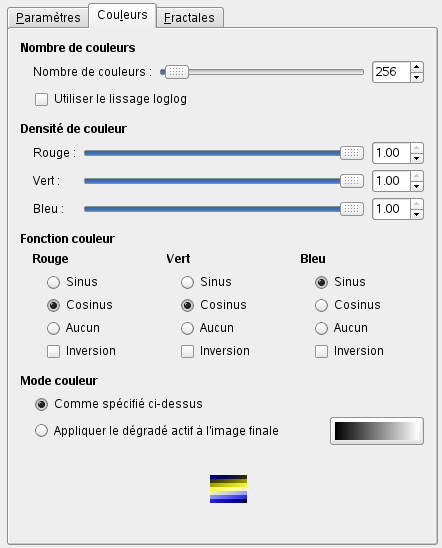 Paramètres Couleurs Fractales
Nombre de couleurs
Nombre de couleurs : 256
Utiliser le lissage loglog
Densité de couleur
Rouge : 1.00
Vert : 1.00
Bleu : 1.00
Fonction couleur
Rouge Vert Bleu
Sinus Sinus Sinus
Cosinus Cosinus Cosinus
Aucun Aucun Aucun
Inversion Inversion Inversion
Mode couleur
Comme spécifié ci-dessus
Appliquer le dégradé actif à l'image finale